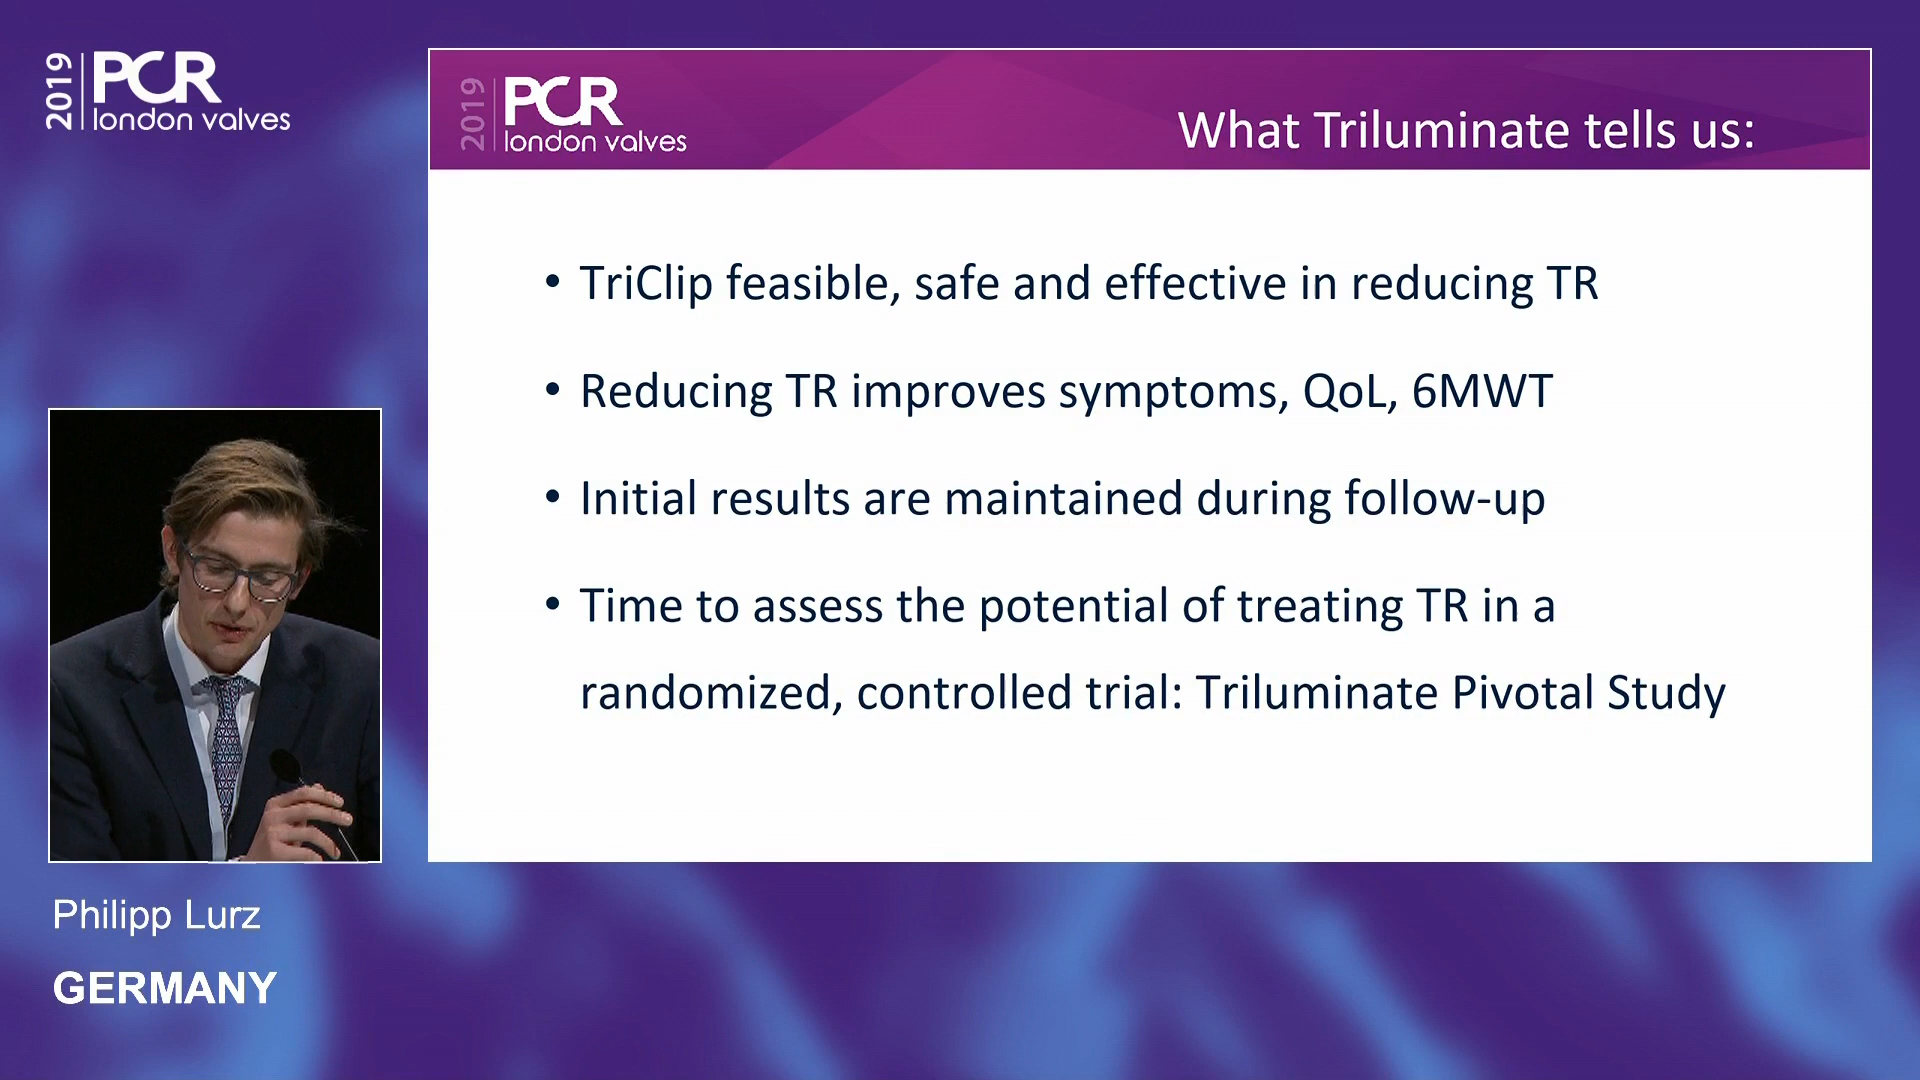 2019
PCR
london valves
2019
PCR
london valves
What Triluminate tells us:
• TriClip feasible, safe and effective in reducing TR
• Reducing TR improves symptoms, QoL, 6MWT
• Initial results are maintained during follow-up
• Time to assess the potential of treating TR in a
randomized, controlled trial: Triluminate Pivotal Study
Philipp Lurz
GERMANY